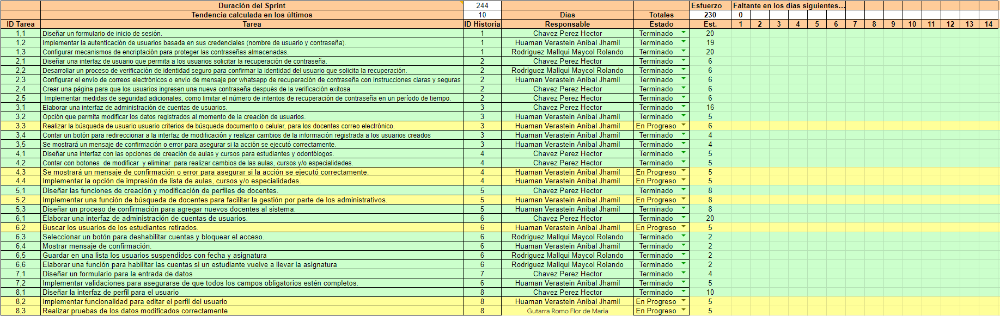 Duración del Sprint 244 Esfuerzo Faltante en los días siguientes...
Tendencia calculada en los últimos 10 Días Totales 230 0
ID Tarea Tarea ID Historia Responsable Estado Est. 1 2 3 4 5 6 7 8 9 10 11 12 13 14
1,1 Diseñar un formulario de inicio de sesión. 1 Chavez Perez Hector Terminado 20
1,2 Implementar la autenticación de usuarios basada en sus credenciales (nombre de usuario y contraseña). 1 Huaman Verastein Anibal Jhamil Terminado 19
1,3 Configurar mecanismos de encriptación para proteger las contraseñas almacenadas. 1 Rodriguez Mallqui Maycol Rolando Terminado 20
2,1 Diseñar una interfaz de usuario que permita a los usuarios solicitar la recuperación de contraseña. 2 Chavez Perez Hector Terminado 6
2,2 Desarrollar un proceso de verificación de identidad seguro para confirmar la identidad del usuario que solicita la recuperación. 2 Rodriguez Mallqui Maycol Rolando Terminado 6
2,3 Configurar el envío de correos electrónicos o envío de mensaje por whatsapp de recuperación de contraseña con instrucciones claras y seguras 2 Huaman Verastein Anibal Jhamil Terminado 6
2,4 Crear una página para que los usuarios ingresen una nueva contraseña después de la verificación exitosa. 2 Chavez Perez Hector Terminado 6
2,5 Implementar medidas de seguridad adicionales, como limitar el número de intentos de recuperación de contraseña en un período de tiempo. 2 Chavez Perez Hector Terminado 6
3,1 Elaborar una interfaz de administración de cuentas de usuarios. 3 Chavez Perez Hector Terminado 16
3,2 Opción que permita modificar los datos registrados al momento de la creación de usuarios. 3 Huaman Verastein Anibal Jhamil Terminado 5
3,3 Realizar la búsqueda de usuario usuario criterios de búsqueda documento o celular, para los docentes correo electrónico. 3 Huaman Verastein Anibal Jhamil En Progreso 6
3,4 Contar un botón para redireccionar a la interfaz de modificación y realizar cambios de la información registrada a los usuarios creados 3 Huaman Verastein Anibal Jhamil Terminado 4
3,5 Se mostrará un mensaje de confirmación o error para asegurar si la acción se ejecutó correctamente. 3 Huaman Verastein Anibal Jhamil Terminado 4
4,1 Diseñar una interfaz con las opciones de creación de aulas y cursos para estudiantes y odontólogos. 4 Chavez Perez Hector Terminado 5
4,2 Contar con botones de modificar y eliminar para realizar cambios de las aulas, cursos y/o especialidades. 4 Chavez Perez Hector Terminado 5
4,3 Se mostrará un mensaje de confirmación o error para asegurar si la acción se ejecutó correctamente. 4 Huaman Verastein Anibal Jhamil En Progreso 5
4,4 Implementar la opción de impresión de lista de aulas, cursos y/o especialidades. 4 Huaman Verastein Anibal Jhamil En Progreso 5
5,1 Diseñar las funciones de creación y modificación de perfiles de docentes. 5 Chavez Perez Hector Terminado 8
5,2 Implementar una función de búsqueda de docentes para facilitar la gestión por parte de los administrativos. 5 Huaman Verastein Anibal Jhamil En Progreso 8
5,3 Diseñar un proceso de confirmación para agregar nuevos docentes al sistema. 5 Huaman Verastein Anibal Jhamil Terminado 8
6,1 Elaborar una interfaz de administración de cuentas de usuarios. 6 Chavez Perez Hector Terminado 20
6,2 Buscar los usuarios de los estudiantes retirados. 6 Huaman Verastein Anibal Jhamil En Progreso 5
6,3 Seleccionar un botón para deshabilitar cuentas y bloquear el acceso. 6 Rodriguez Mallqui Maycol Rolando Terminado 2
6,4 Mostrar mensaje de confirmación. 6 Huaman Verastein Anibal Jhamil Terminado 2
6,5 Guardar en una lista los usuarios suspendidos con fecha y asignatura 6 Rodriguez Mallqui Maycol Rolando Terminado 2
6,6 Elaborar una función para habilitar las cuentas si un estudiante vuelve a llevar la asignatura 6 Rodriguez Mallqui Maycol Rolando Terminado 2
7,1 Diseñar un formulario para la entrada de datos 7 Chavez Perez Hector Terminado 4
7,2 Implementar validaciones para asegurarse de que todos los campos obligatorios estén completos. 6 Huaman Verastein Anibal Jhamil Terminado 5
8,1 Diseñar la interfaz de perfil para el usuario 8 Chavez Perez Hector Terminado 10
8,2 Implementar funcionalidad para editar el perfil del usuario 8 Huaman Verastein Anibal Jhamil En Progreso 5
8,3 Realizar pruebas de los datos modificados correctamente 8 Gutarra Romo Flor de Maria En Progreso 5